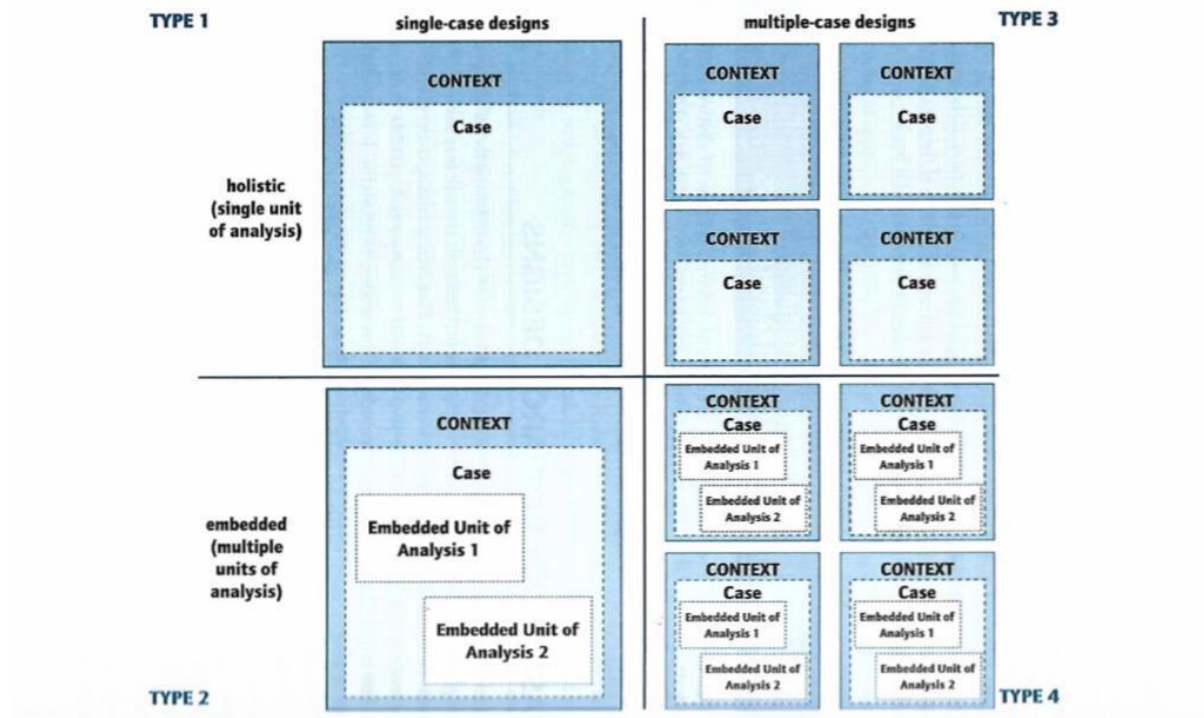 TYPE 1
single-case designs
multiple-case designs
TYPE 3
CONTEXT
Case
CONTEXT
Case
CONTEXT
Case
holistic
(single unit
of analysis)
CONTEXT
Case
CONTEXT
Case
CONTEXT
Case
Embedded Unit of
Analysis 1
Embedded Unit of
Analysis 2
embedded
(multiple
units of
analysis)
CONTEXT
Case
Embedded Unit of
Analysis 1
Embedded Unit of
Analysis 2
CONTEXT
Case
Embedded Unit of
Analysis 1
Embedded Unit of
Analysis 2
CONTEXT
Case
Embedded Unit of
Analysis 1
Embedded Unit of
Analysis 2
CONTEXT
Case
Embedded Unit of
Analysis 1
Embedded Unit of
Analysis 2
TYPE 2
TYPE 4